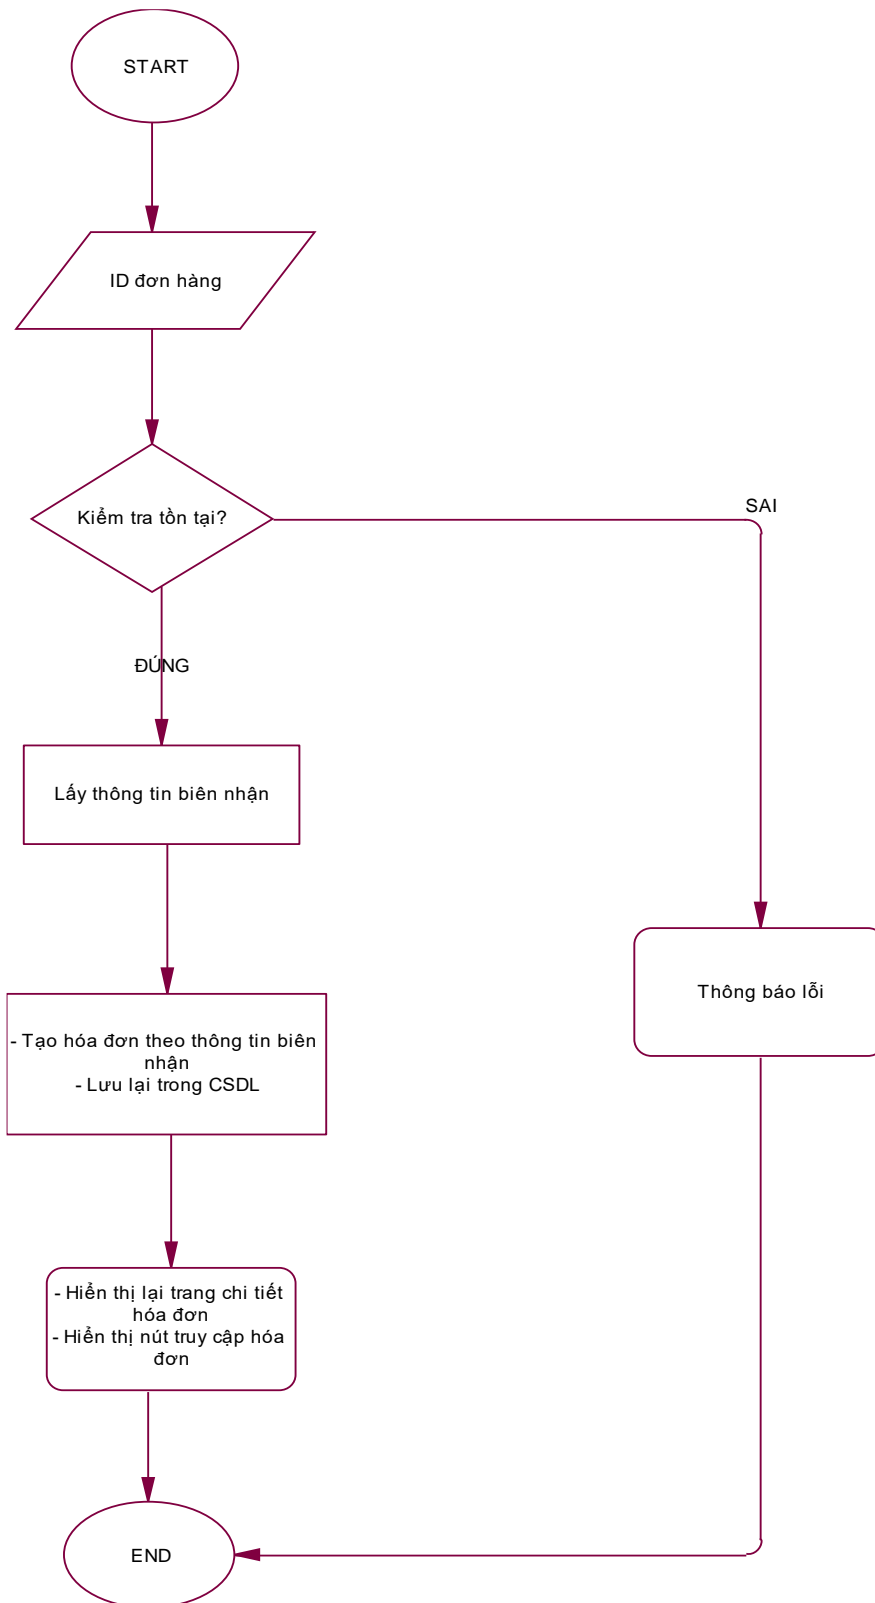 START
ID đơn hàng
Kiểm tra tồn tại?
SAI
ĐÚNG
Lấy thông tin biên nhận
Thông báo lỗi
- Tạo hóa đơn theo thông tin biên
nhận
- Lưu lại trong CSDL
- Hiển thị lại trang chi tiết
hóa đơn
- Hiển thị nút truy cập hóa
đơn
END